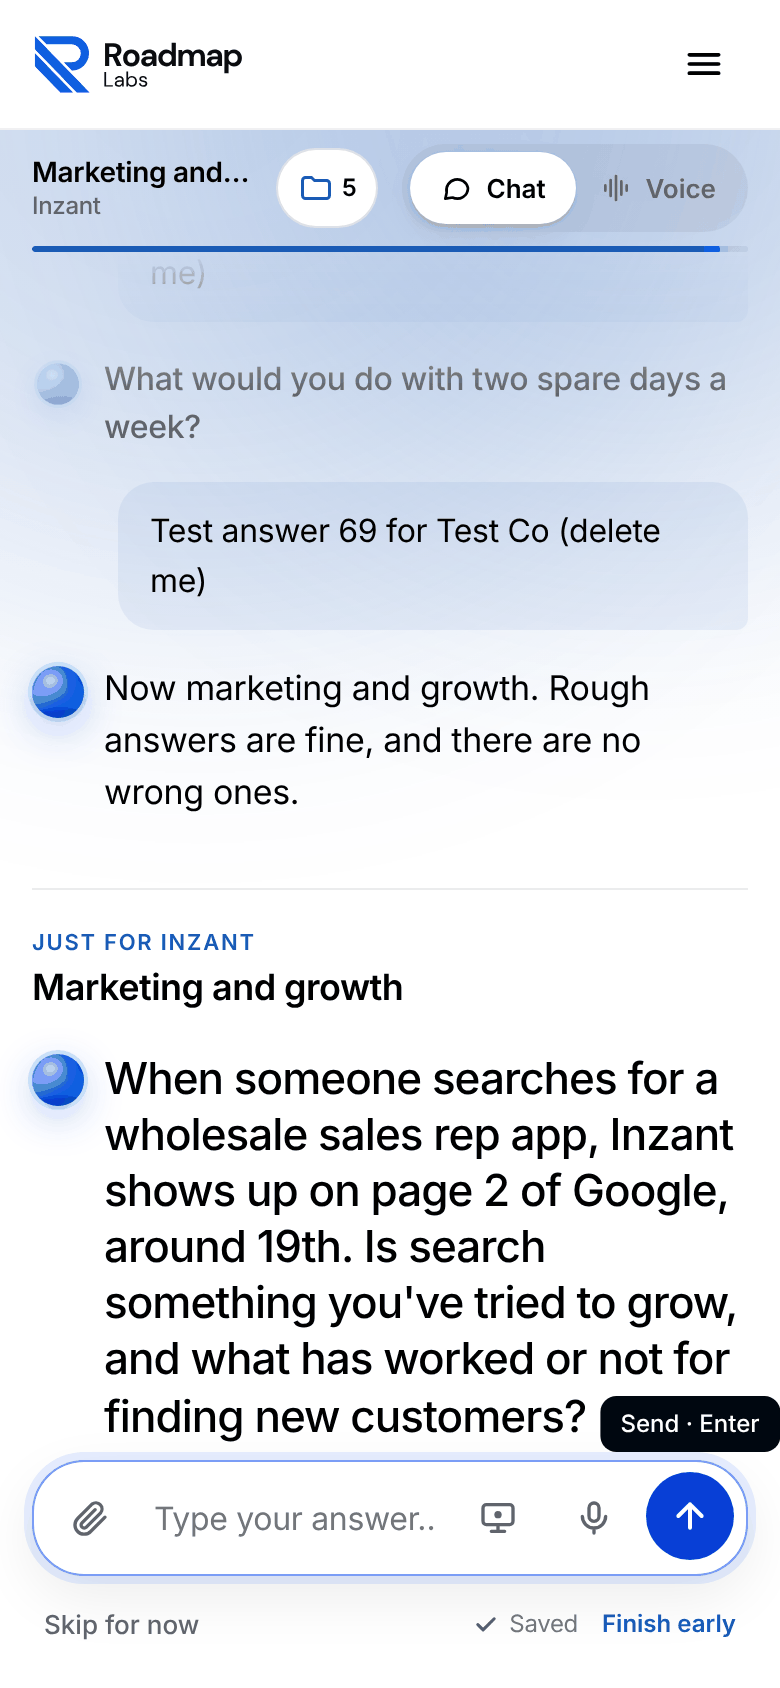 Roadmap
Labs
Marketing and...
Inzant
5
Chat
Voice
me)
What would you do with two spare days a
week?
Test answer 69 for Test Co (delete
me)
Now marketing and growth. Rough
answers are fine, and there are no
wrong ones.
JUST FOR INZANT
Marketing and growth
When someone searches for a
wholesale sales rep app, Inzant
shows up on page 2 of Google,
around 19th. Is search
something you've tried to grow,
and what has worked or not for
finding new customers?
Send · Enter
Type your answer..
Skip for now
Saved
Finish early